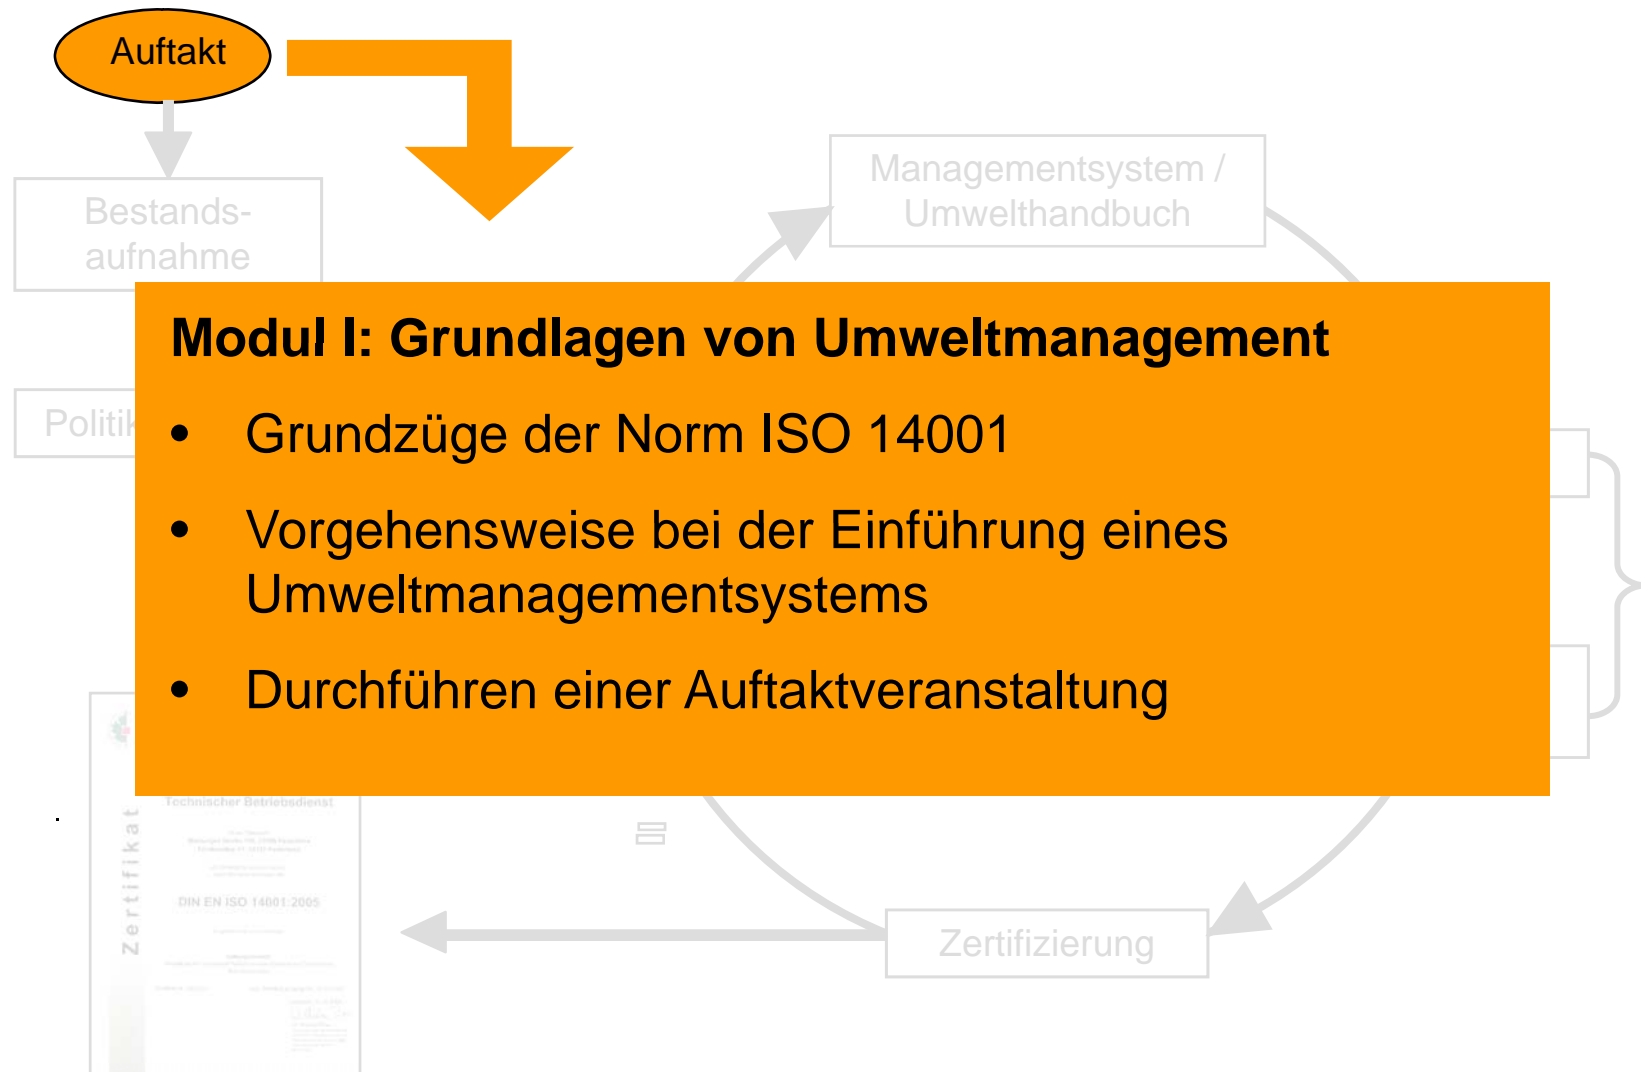 Auftakt
Managementsystem /
Umwelthandbuch
Bestands-
aufnahme
Modul I: Grundlagen von Umweltmanagement
Politik
• Grundzüge der Norm ISO 14001
• Vorgehensweise bei der Einführung eines
Umweltmanagementsystems
• Durchführen einer Auftaktveranstaltung
Technischer Betriebsdienst
Zertifikat
DIN EN ISO 14001:2005
Zertifizierung